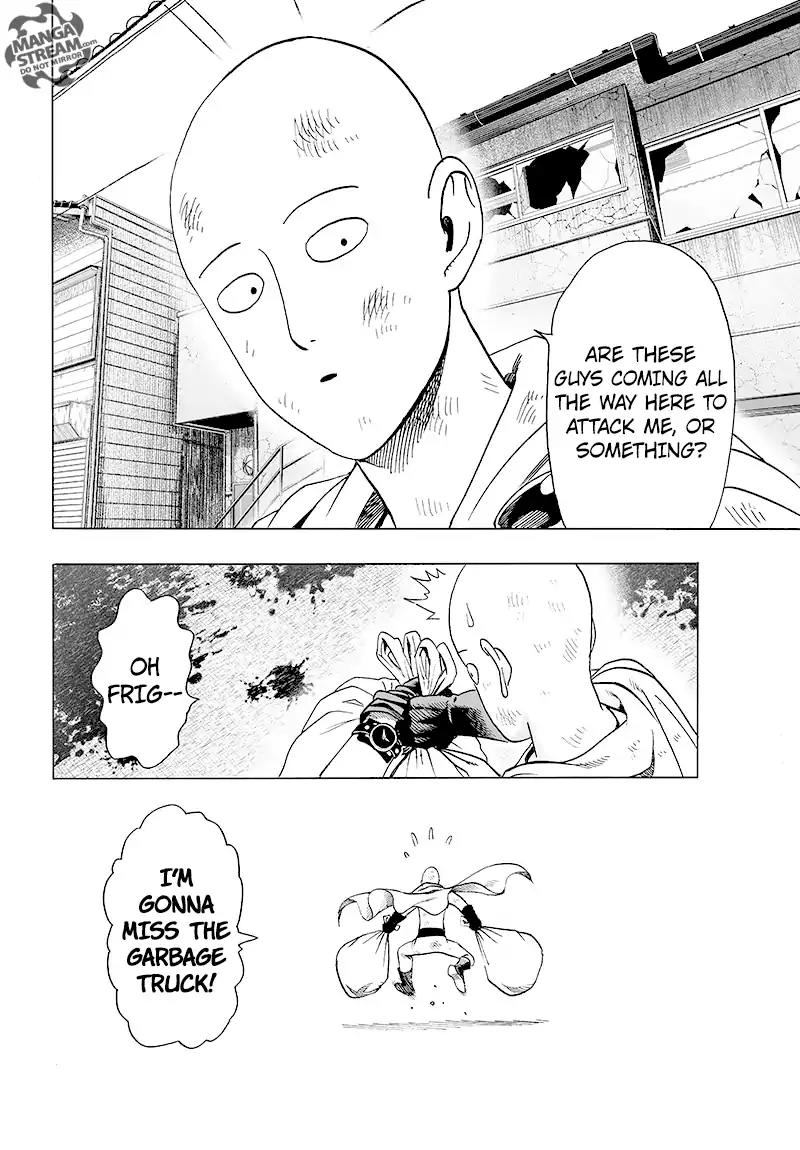 MANGA
STREAM.com
DO NOT MIRROR
ARE THESE
GUYS COMING ALL
THE WAY HERE TO
ATTACK ME, OR
SOMETHING?
OH
FRIG--
I'M
GONNA
MISS THE
GARBAGE
TRUCK!